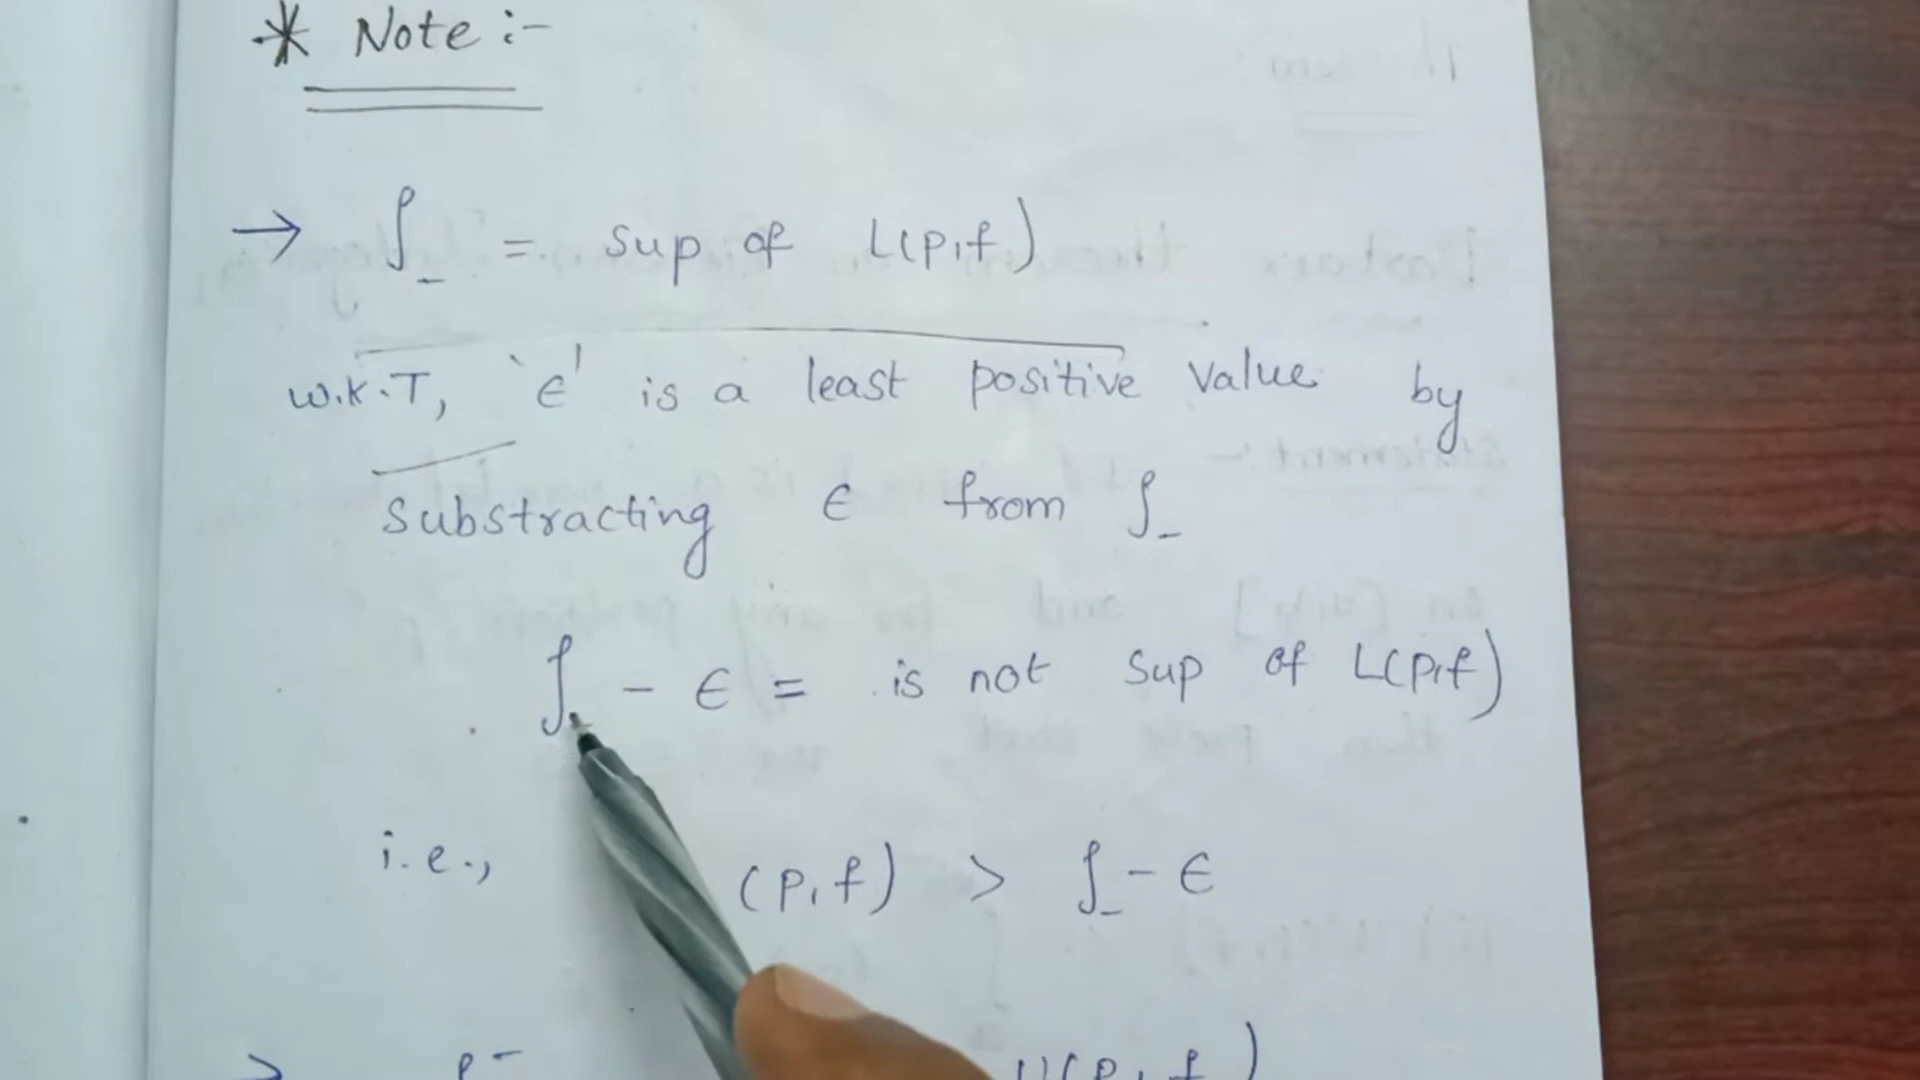 * Note :-
→ ∫_ = sup of L(P,f)
w.k.T, 'ϵ' is a least positive value by
substracting ϵ from ∫_
∫_ - ϵ = is not sup of L(P,f)
i.e., (P,f) > ∫_ - ϵ
U(P,f)